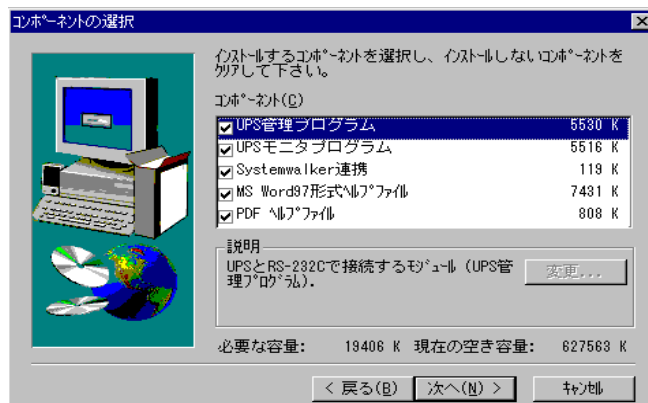 コンポーネントの選択
インストールするコンポーネントを選択し、インストールしないコンポーネントを
クリアして下さい。
コンポーネント(C)
UPS管理プログラム 5530 K
UPSモニタプログラム 5516 K
Systemwalker連携 119 K
MS Word97形式ヘルプファイル 7431 K
PDF ヘルプファイル 808 K
説明
UPSとRS-232Cで接続するモジュール (UPS管
理プログラム).
変更...
必要な容量: 19406 K 現在の空き容量: 627563 K
< 戻る(B) 次へ(N) > キャンセル